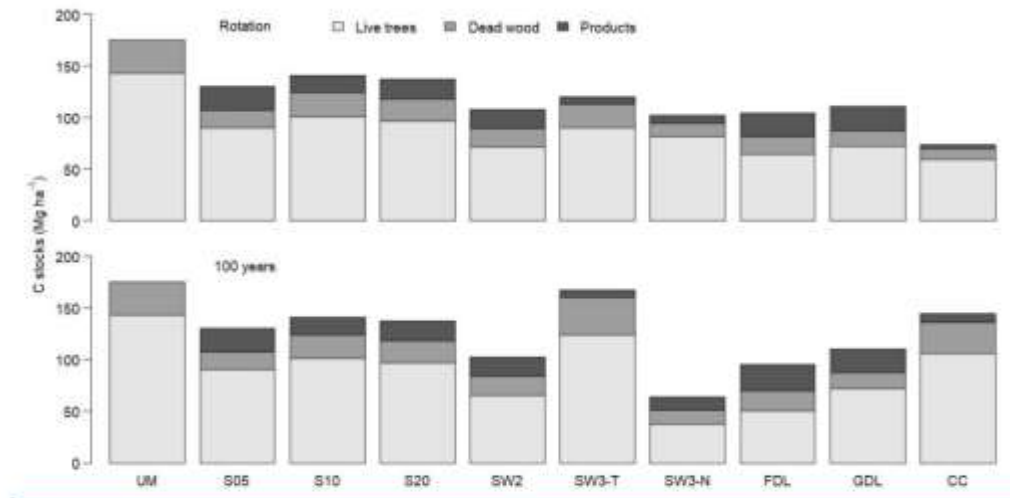 200
Rotation
Live trees
Dead wood
Products
150
100
50
0
C stocks (Mg ha⁻¹)
200
100 years
150
100
50
0
UM
S05
S10
S20
SW2
SW3-T
SW3-N
FDL
GDL
CC